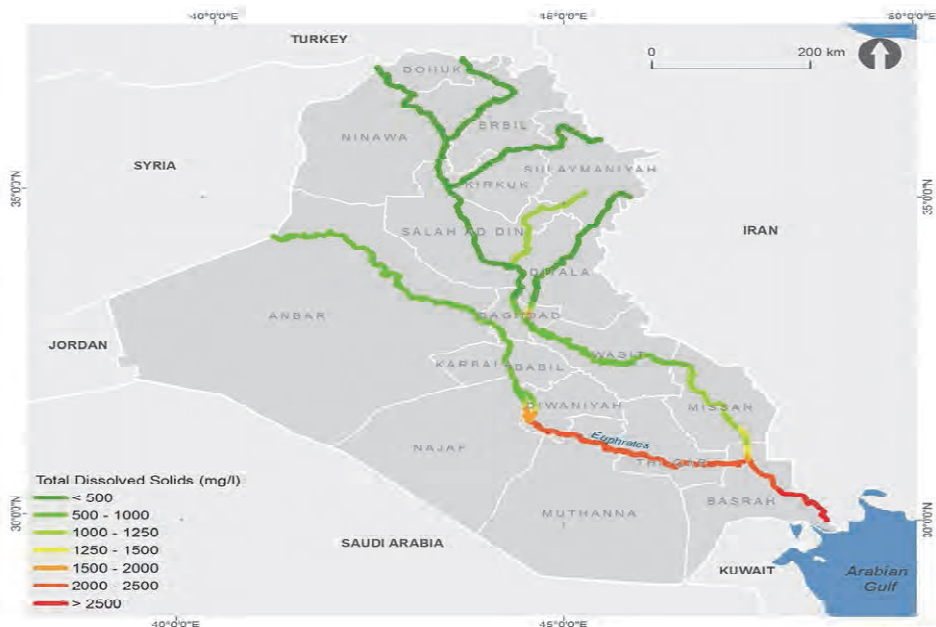 40°0'0"E 45°0'0"E 50°0'0"E
TURKEY
0 200 km
DOHUK
ERBIL
NINAWA
SYRIA
SULAYMANIYAH
KIRKUK
35°0'0"N 35°0'0"N
SALAH AD DIN
IRAN
DIYALA
ANBAR
BAGHDAD
JORDAN
WASIT
KARBALA BABIL
DIWANIYAH
MISSAN
Euphrates
NAJAF
THI QAR
Total Dissolved Solids (mg/l)
< 500
500 - 1000
1000 - 1250
1250 - 1500
1500 - 2000
2000 - 2500
> 2500
BASRAH
30°0'0"N 30°0'0"N
MUTHANNA
SAUDI ARABIA
KUWAIT
Arabian
Gulf
40°0'0"E 45°0'0"E